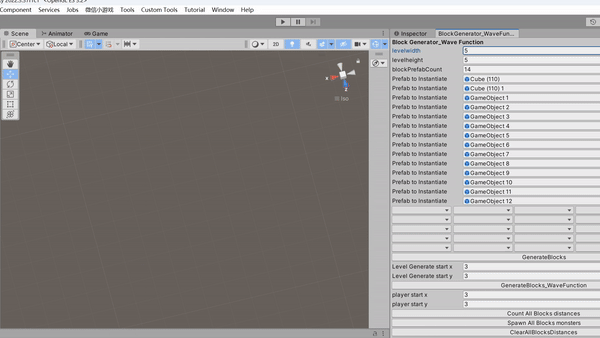 Component Services Jobs 微信小游戏 Tools Custom Tools Tutorial Window Help
Scene Animator Game
Inspector BlockGenerator_WaveFun...
Center Local 2D
Block Generator_Wave Function
levelwidth 5
levelheight 5
blockPrefabCount 14
Prefab to Instantiate Cube (110)
Prefab to Instantiate Cube (110) 1
Prefab to Instantiate GameObject 1
Prefab to Instantiate GameObject 2
Prefab to Instantiate GameObject 3
Prefab to Instantiate GameObject 4
Prefab to Instantiate GameObject 5
Prefab to Instantiate GameObject 6
Prefab to Instantiate GameObject 7
Prefab to Instantiate GameObject 8
Prefab to Instantiate GameObject 9
Prefab to Instantiate GameObject 10
Prefab to Instantiate GameObject 11
Prefab to Instantiate GameObject 12
Iso
GenerateBlocks
Level Generate start x 3
Level Generate start y 3
GenerateBlocks_WaveFunction
player start x 3
player start y 3
Count All Blocks distances
Spawn All Blocks monsters
ClearAllBlocksDistances